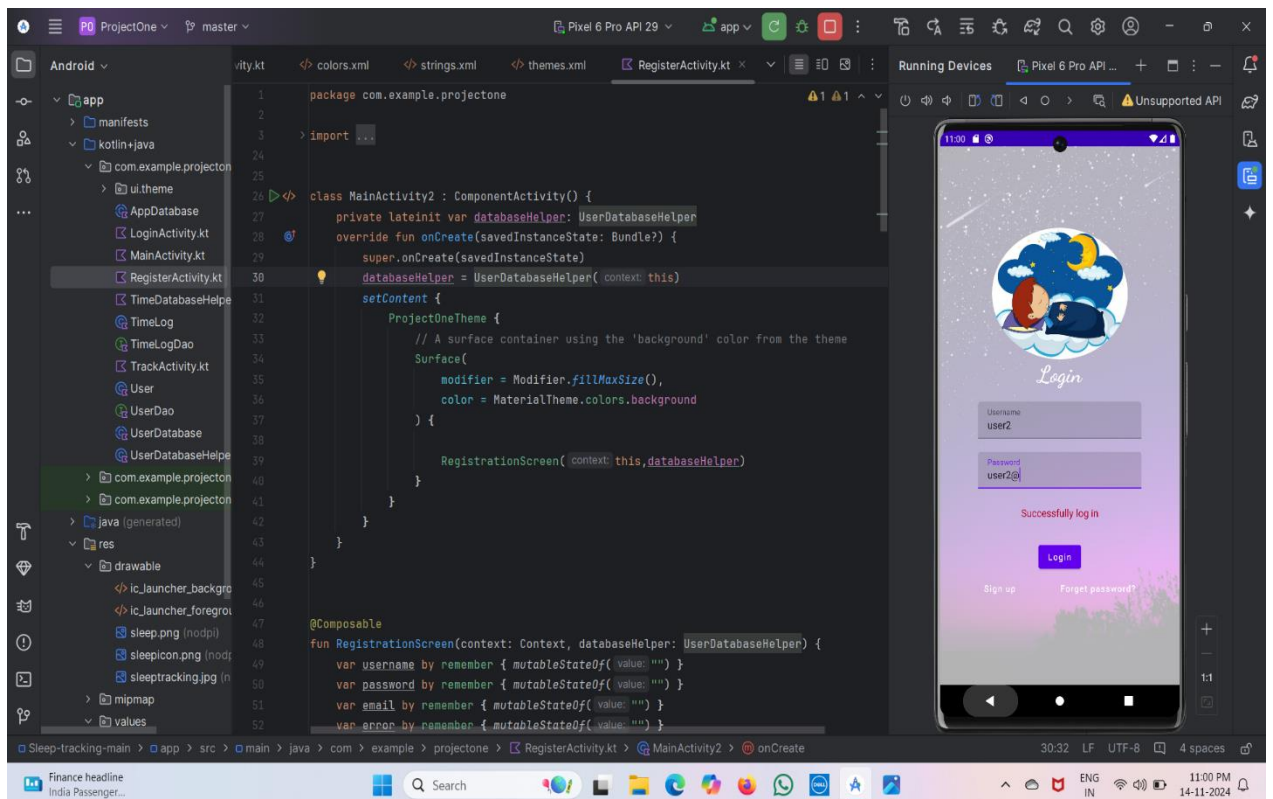 PO ProjectOne master Pixel 6 Pro API 29 app
Android
vity.kt colors.xml strings.xml themes.xml RegisterActivity.kt
Running Devices Pixel 6 Pro API ...
Unsupported API
app
manifests
kotlin+java
com.example.projecton
ui.theme
AppDatabase
LoginActivity.kt
MainActivity.kt
RegisterActivity.kt
TimeDatabaseHelpe
TimeLog
TimeLogDao
TrackActivity.kt
User
UserDao
UserDatabase
UserDatabaseHelpe
com.example.projecton
com.example.projecton
java (generated)
res
drawable
ic_launcher_backgro
ic_launcher_foregrou
sleep.png (nodpi)
sleepicon.png (nodp
sleeptracking.jpg (n
mipmap
values
1 package com.example.projectone
1 1
2
3 import ...
24
25
26 class MainActivity2 : ComponentActivity() {
27 private lateinit var databaseHelper: UserDatabaseHelper
28 override fun onCreate(savedInstanceState: Bundle?) {
29 super.onCreate(savedInstanceState)
30 databaseHelper = UserDatabaseHelper( context: this)
31 setContent {
32 ProjectOneTheme {
33 // A surface container using the 'background' color from the theme
34 Surface(
35 modifier = Modifier.fillMaxSize(),
36 color = MaterialTheme.colors.background
37 ) {
38
39 RegistrationScreen( context: this,databaseHelper)
40 }
41 }
42 }
43 }
44 }
45
46
47 @Composable
48 fun RegistrationScreen(context: Context, databaseHelper: UserDatabaseHelper) {
49 var username by remember { mutableStateOf( value: "") }
50 var password by remember { mutableStateOf( value: "") }
51 var email by remember { mutableStateOf( value: "") }
52 var error by remember { mutableStateOf( value: "") }
11:00
Login
Username
user2
Password
user2@
Successfully log in
Login
Sign up Forget password?
1:1
Sleep-tracking-main > app > src > main > java > com > example > projectone > RegisterActivity.kt > MainActivity2 > onCreate
30:32 LF UTF-8 4 spaces
Finance headline
India Passenger...
Search
DELL
ENG
IN
11:00 PM
14-11-2024